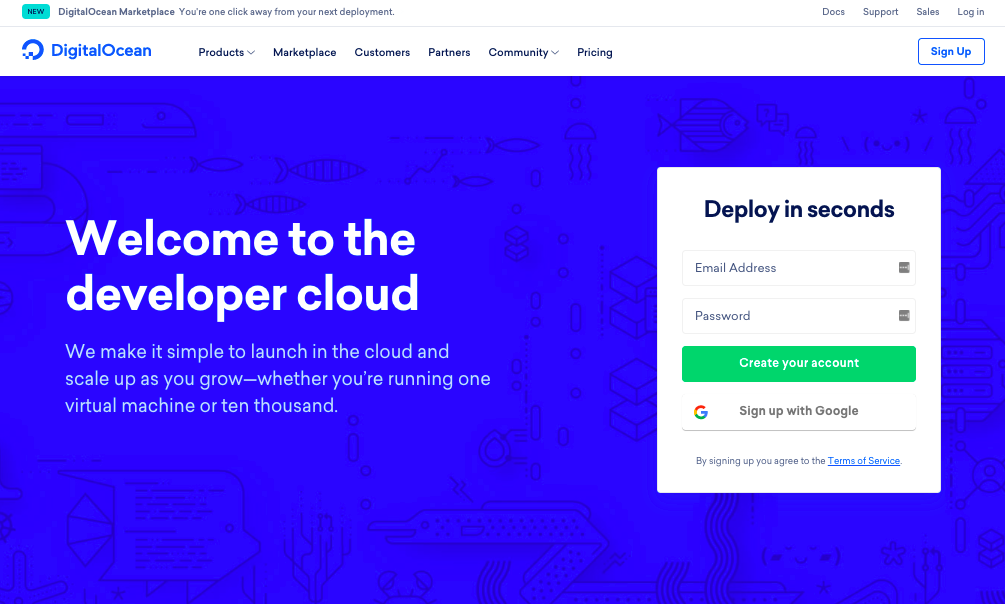 NEW DigitalOcean Marketplace You're one click away from your next deployment. Docs Support Sales Log in
DigitalOcean Products Marketplace Customers Partners Community Pricing Sign Up
Welcome to the
developer cloud
We make it simple to launch in the cloud and
scale up as you grow—whether you're running one
virtual machine or ten thousand.
Deploy in seconds
Email Address
Password
Create your account
Sign up with Google
By signing up you agree to the Terms of Service.